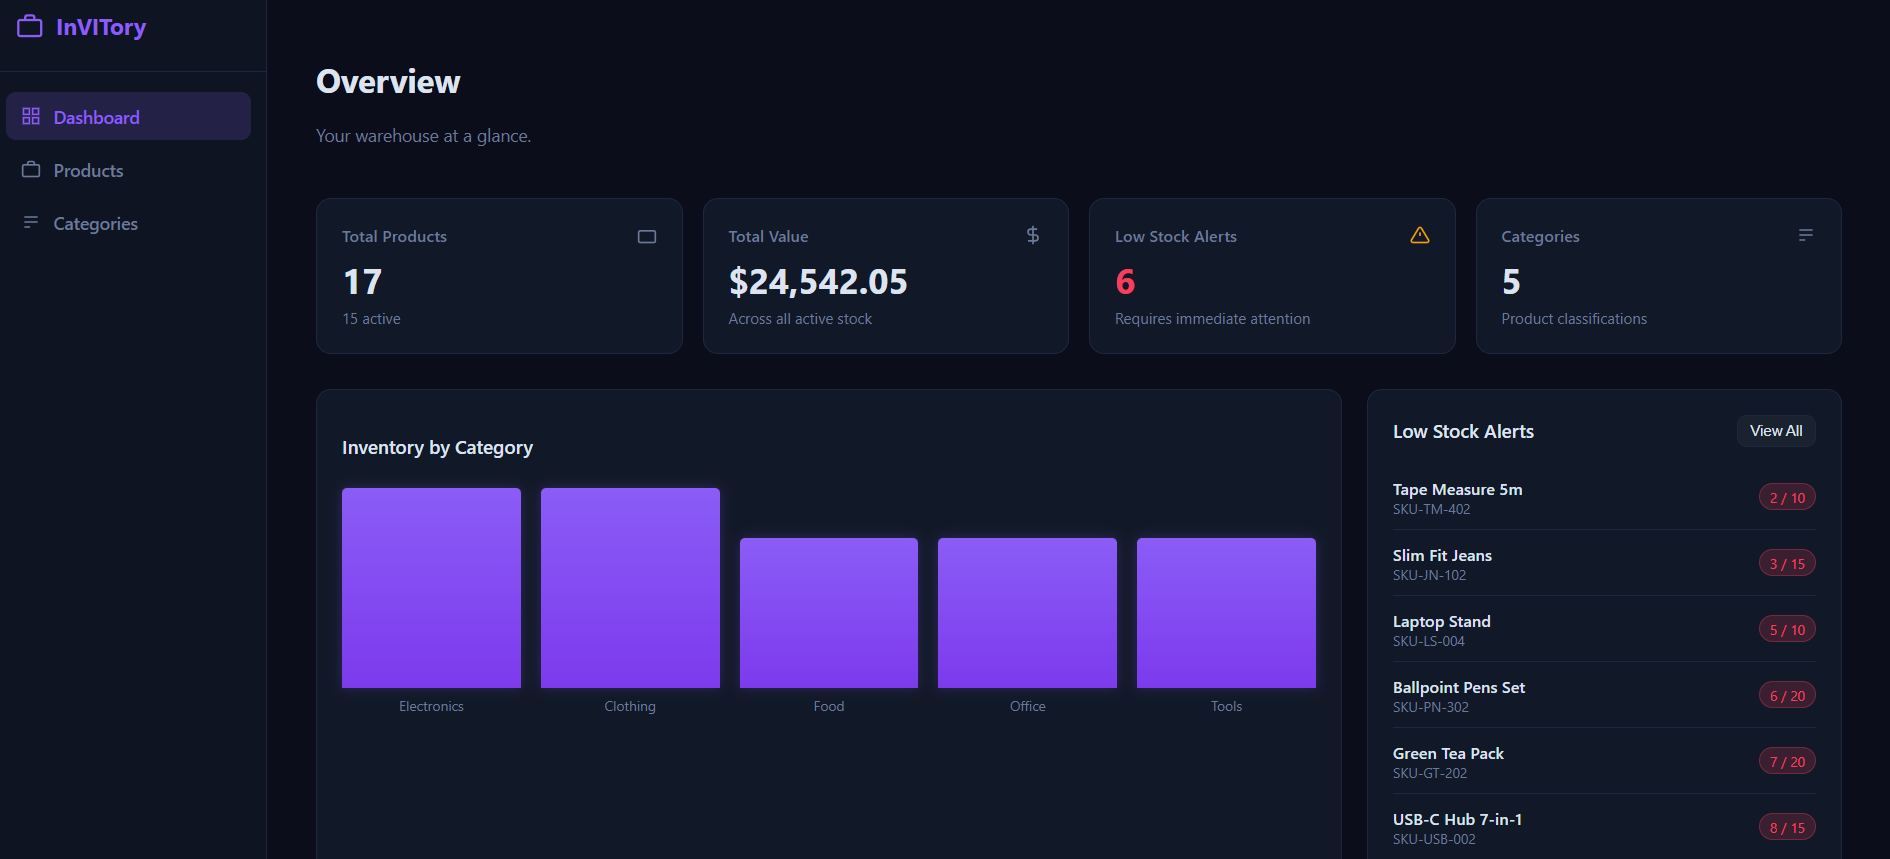 InVITory
Dashboard
Products
Categories
Overview
Your warehouse at a glance.
Total Products
17
15 active
Total Value
$24,542.05
Across all active stock
Low Stock Alerts
6
Requires immediate attention
Categories
5
Product classifications
Inventory by Category
Electronics
Clothing
Food
Office
Tools
Low Stock Alerts
View All
Tape Measure 5m
SKU-TM-402
2 / 10
Slim Fit Jeans
SKU-JN-102
3 / 15
Laptop Stand
SKU-LS-004
5 / 10
Ballpoint Pens Set
SKU-PN-302
6 / 20
Green Tea Pack
SKU-GT-202
7 / 20
USB-C Hub 7-in-1
SKU-USB-002
8 / 15